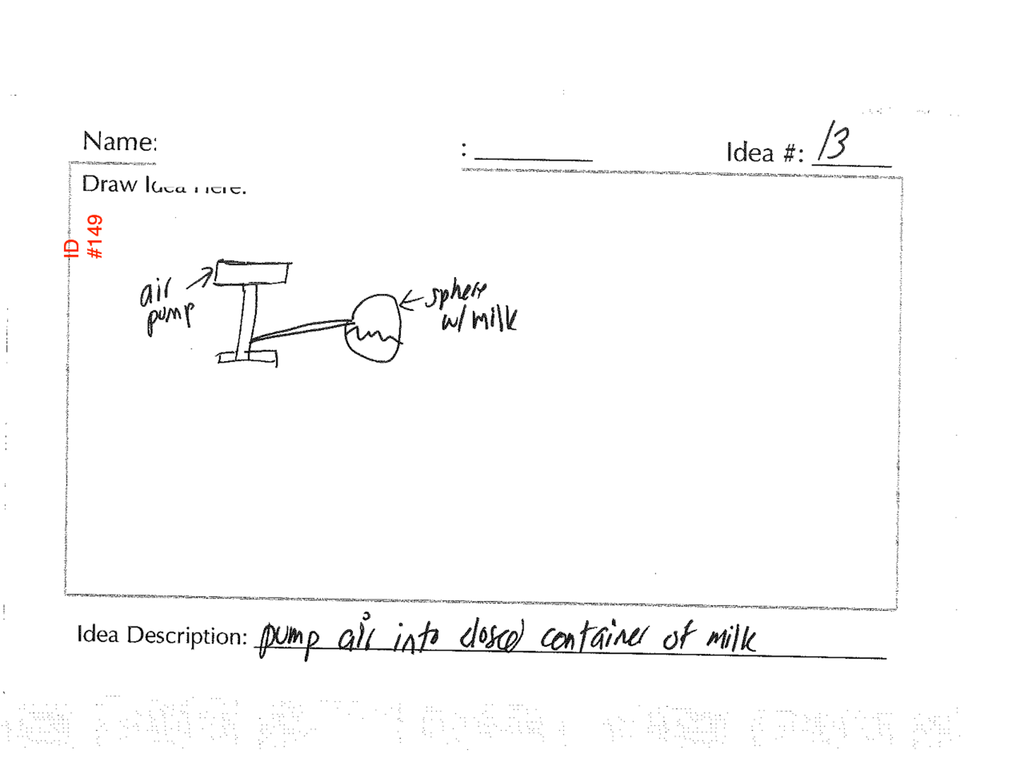 Name:
: Idea #: 13
Draw Idea Here:
ID
#149
air
pump
sphere
w/ milk
Idea Description: pump air into closed container of milk